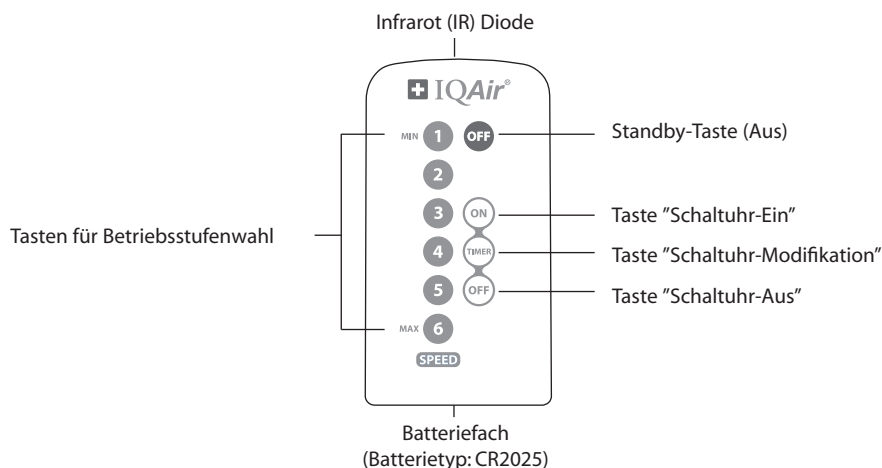 Infrarot (IR) Diode
IQAir®
MIN 1 OFF
Standby-Taste (Aus)
2
3 ON
Taste ”Schaltuhr-Ein”
Tasten für Betriebsstufenwahl
4 TIMER
Taste ”Schaltuhr-Modifikation”
5 OFF
Taste ”Schaltuhr-Aus”
MAX 6
SPEED
Batteriefach
(Batterietyp: CR2025)